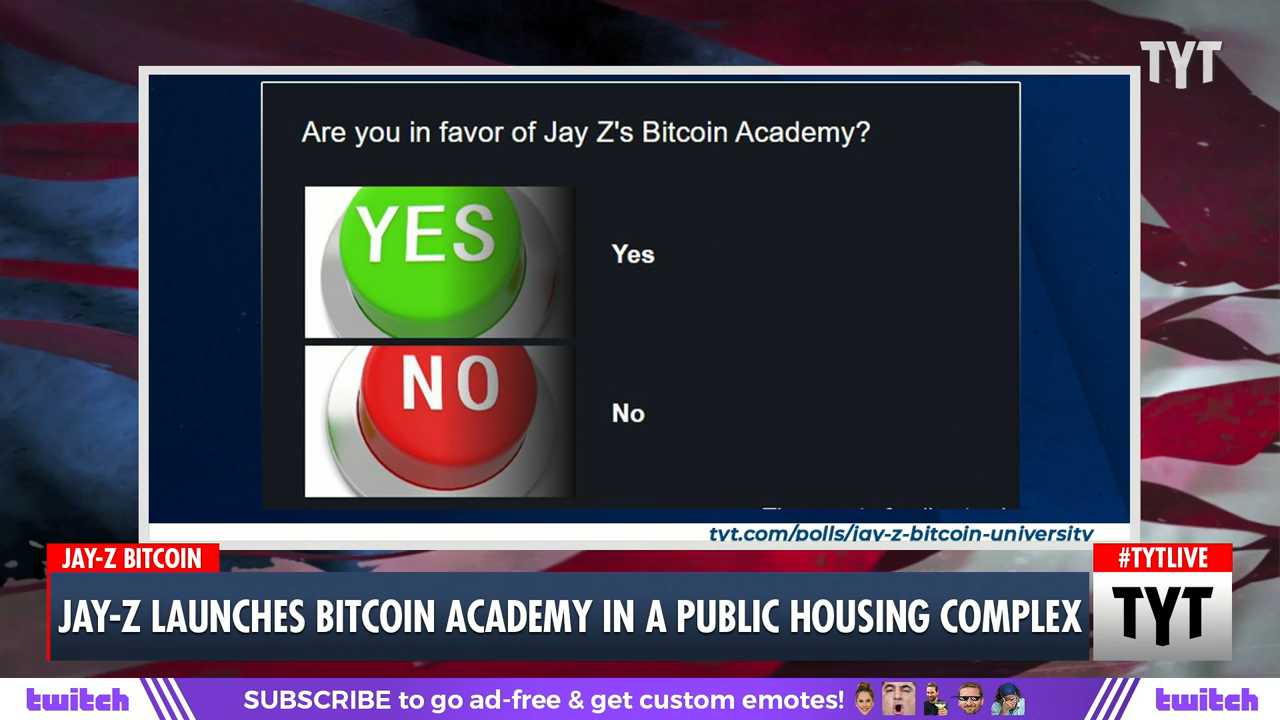 TYT
Are you in favor of Jay Z's Bitcoin Academy?
YES
Yes
NO
No
tyt.com/polls/jay-z-bitcoin-university
JAY-Z BITCOIN
#TYTLIVE
JAY-Z LAUNCHES BITCOIN ACADEMY IN A PUBLIC HOUSING COMPLEX
TYT
twitch
SUBSCRIBE to go ad-free & get custom emotes!
twitch